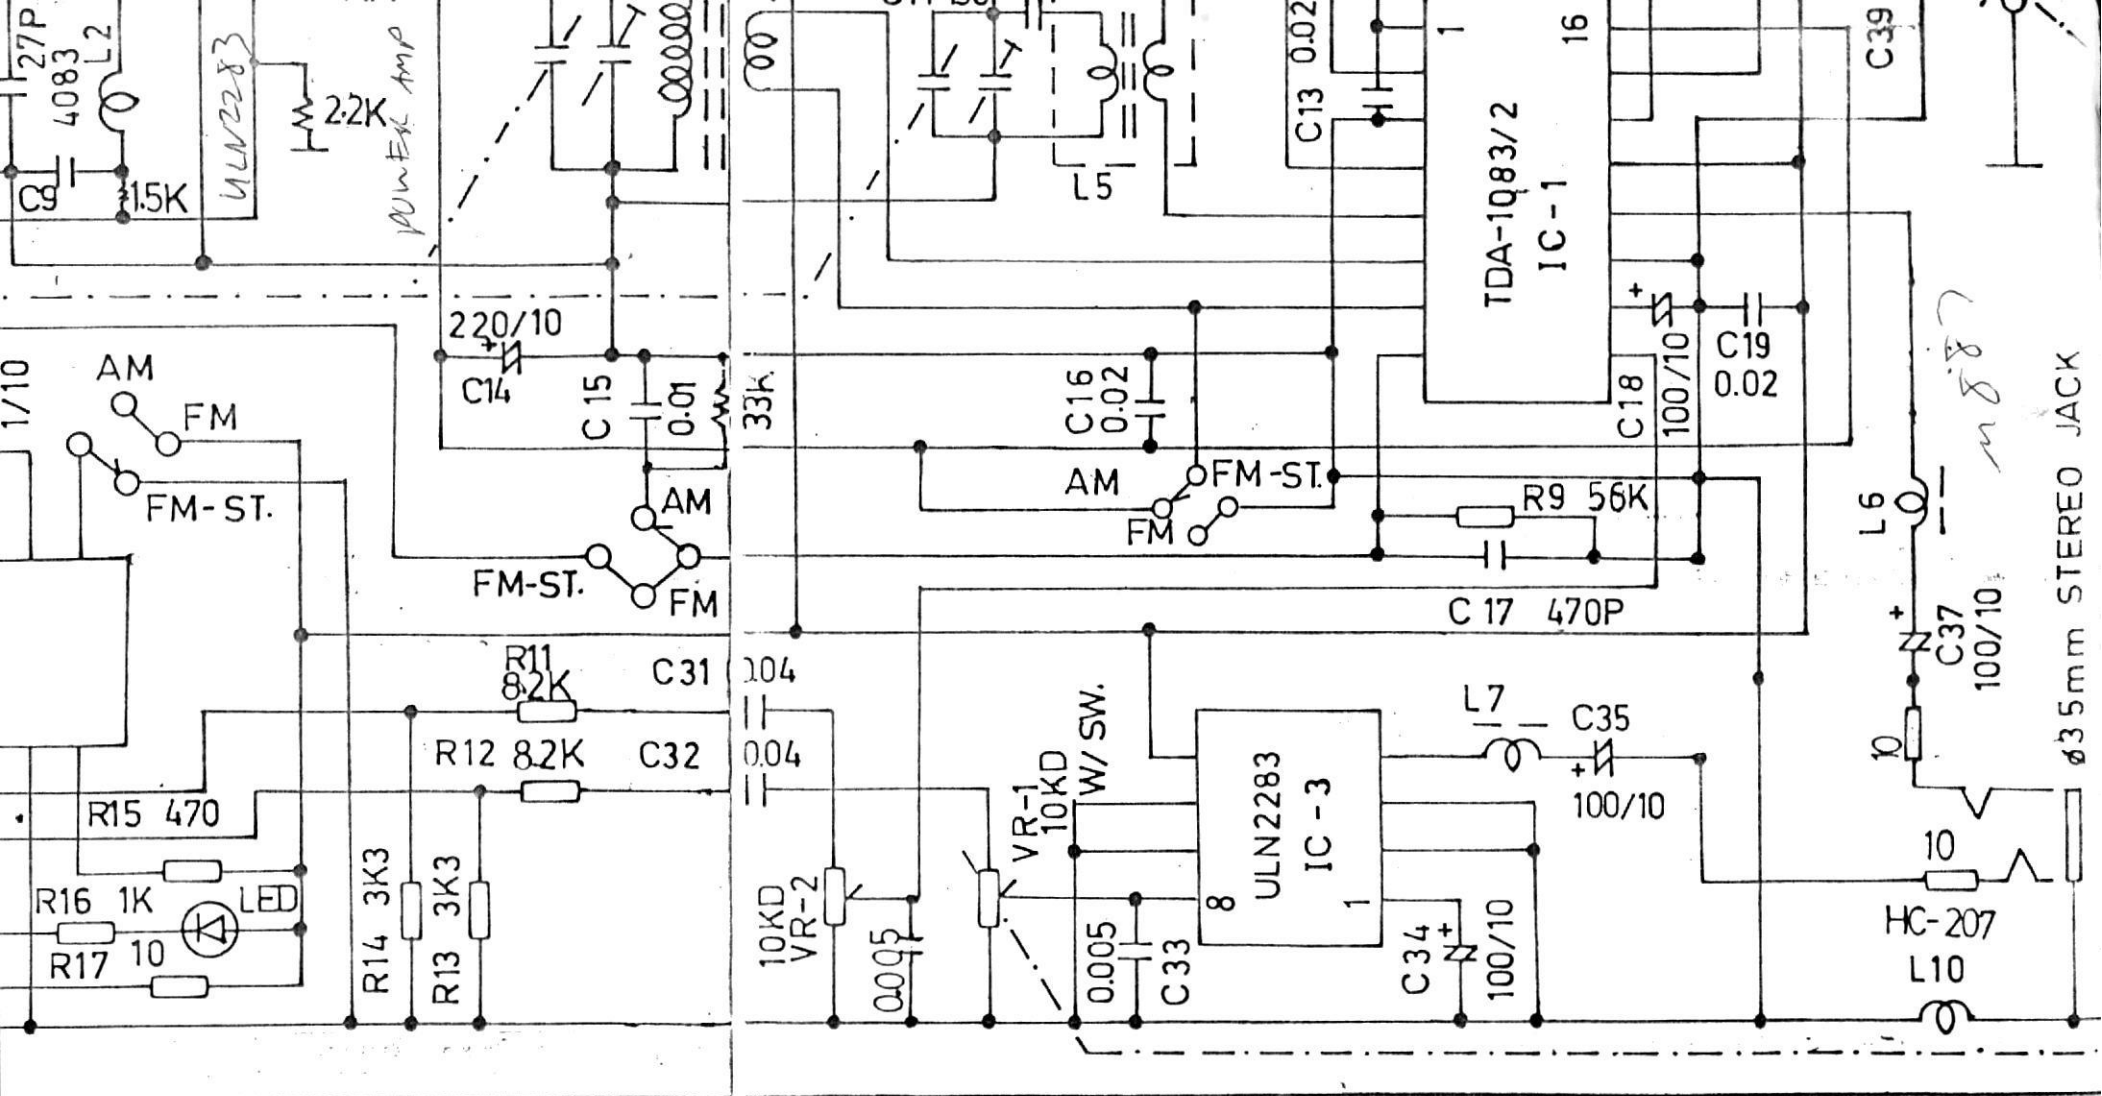 27P
4083
L2
C9
1.5K
ULN2283
2.2K
POWER AMP
L5
C13 0.02
1
16
TDA-1083/2
IC-1
C39
1/10
AM
FM
FM-ST.
220/10
+
C14
C 15
0.01
33K
C16
0.02
AM
FM-ST.
FM
AM
FM-ST.
FM
+
C18
100/10
C19
0.02
R9 56K
C 17 470P
L6
+
C37
100/10
10
ø3 5mm STEREO JACK
R11
8.2K
C31
0.04
R12 8.2K
C32
0.04
R15 470
R16 1K
LED
R17 10
R14 3K3
R13 3K3
10KD
VR-2
0.005
VR-1
10KD
W/SW.
0.005
C33
ULN2283
IC-3
8
1
L7
C35
+
100/10
C34
+
100/10
10
HC-207
L10